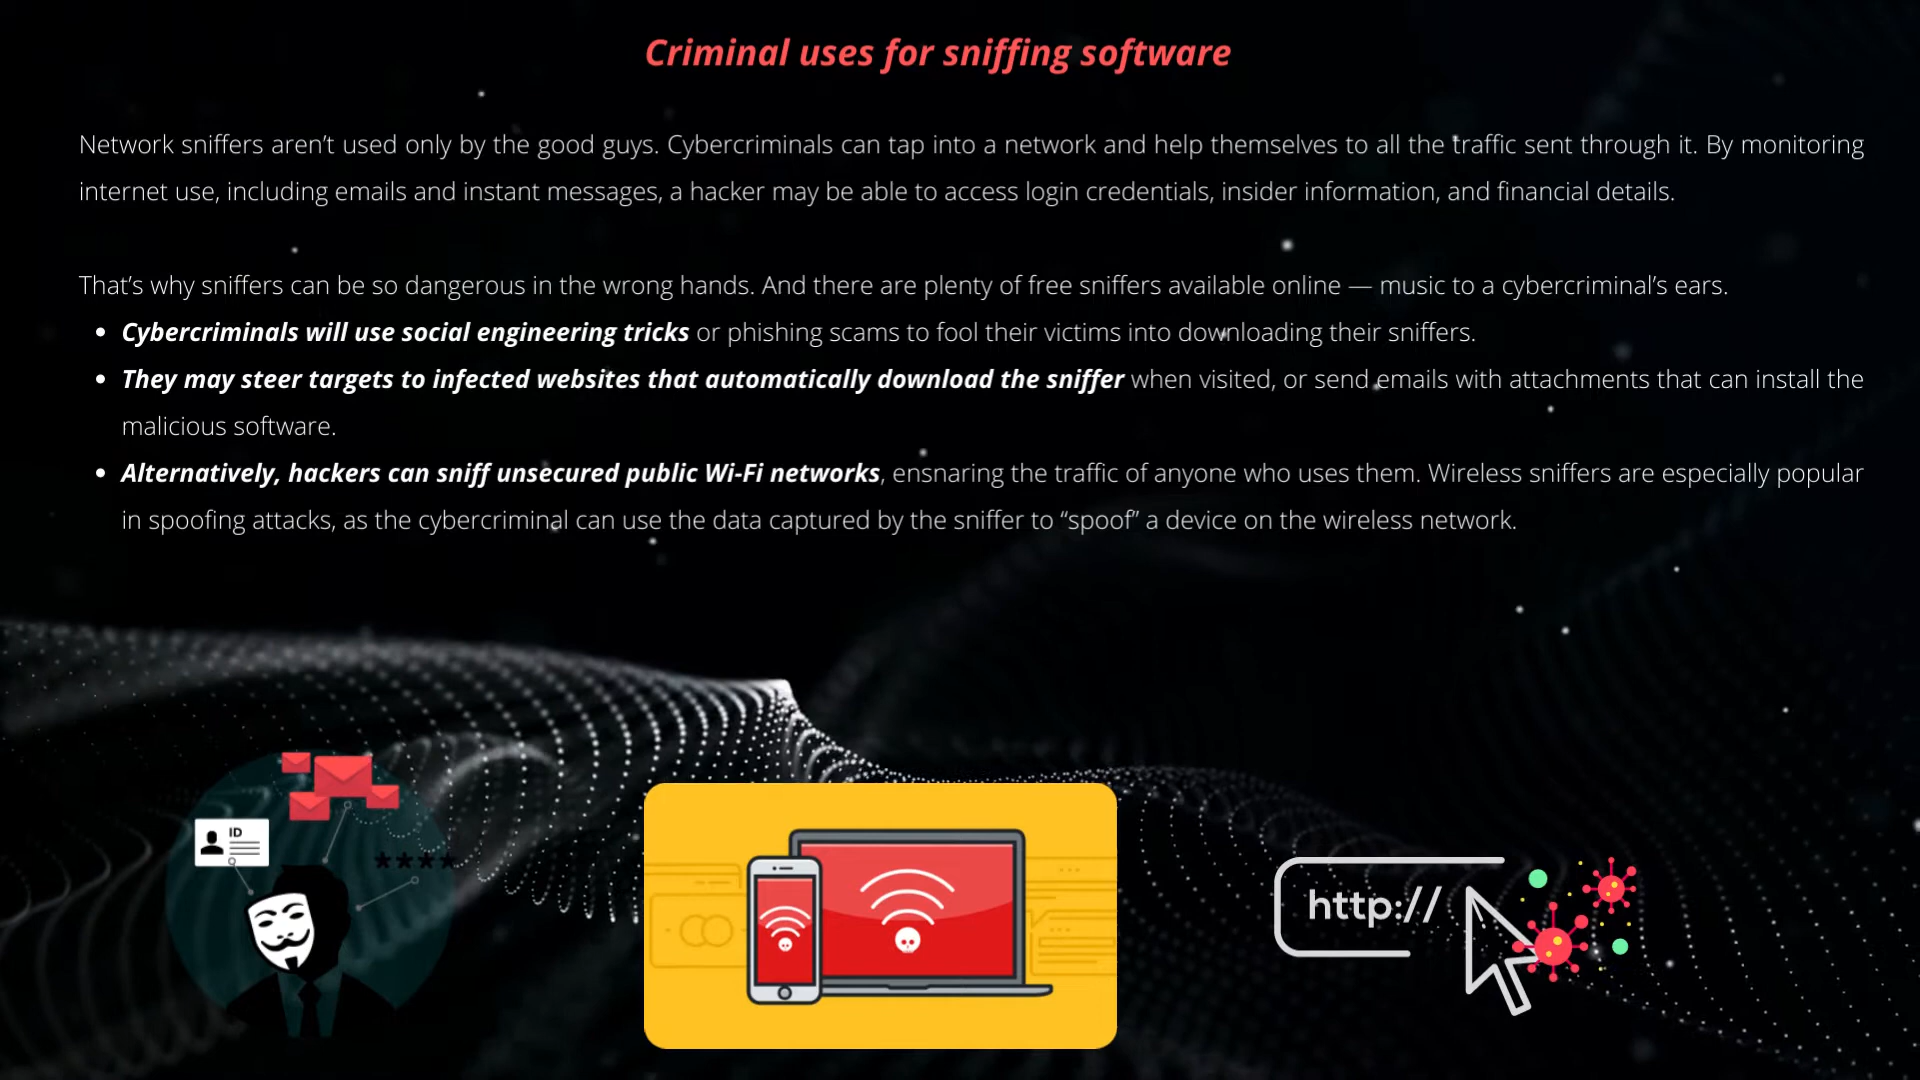 Criminal uses for sniffing software
Network sniffers aren’t used only by the good guys. Cybercriminals can tap into a network and help themselves to all the traffic sent through it. By monitoring
internet use, including emails and instant messages, a hacker may be able to access login credentials, insider information, and financial details.
That’s why sniffers can be so dangerous in the wrong hands. And there are plenty of free sniffers available online — music to a cybercriminal’s ears.
• Cybercriminals will use social engineering tricks or phishing scams to fool their victims into downloading their sniffers.
• They may steer targets to infected websites that automatically download the sniffer when visited, or send emails with attachments that can install the
malicious software.
• Alternatively, hackers can sniff unsecured public Wi-Fi networks, ensnaring the traffic of anyone who uses them. Wireless sniffers are especially popular
in spoofing attacks, as the cybercriminal can use the data captured by the sniffer to “spoof” a device on the wireless network.
ID
****
http://